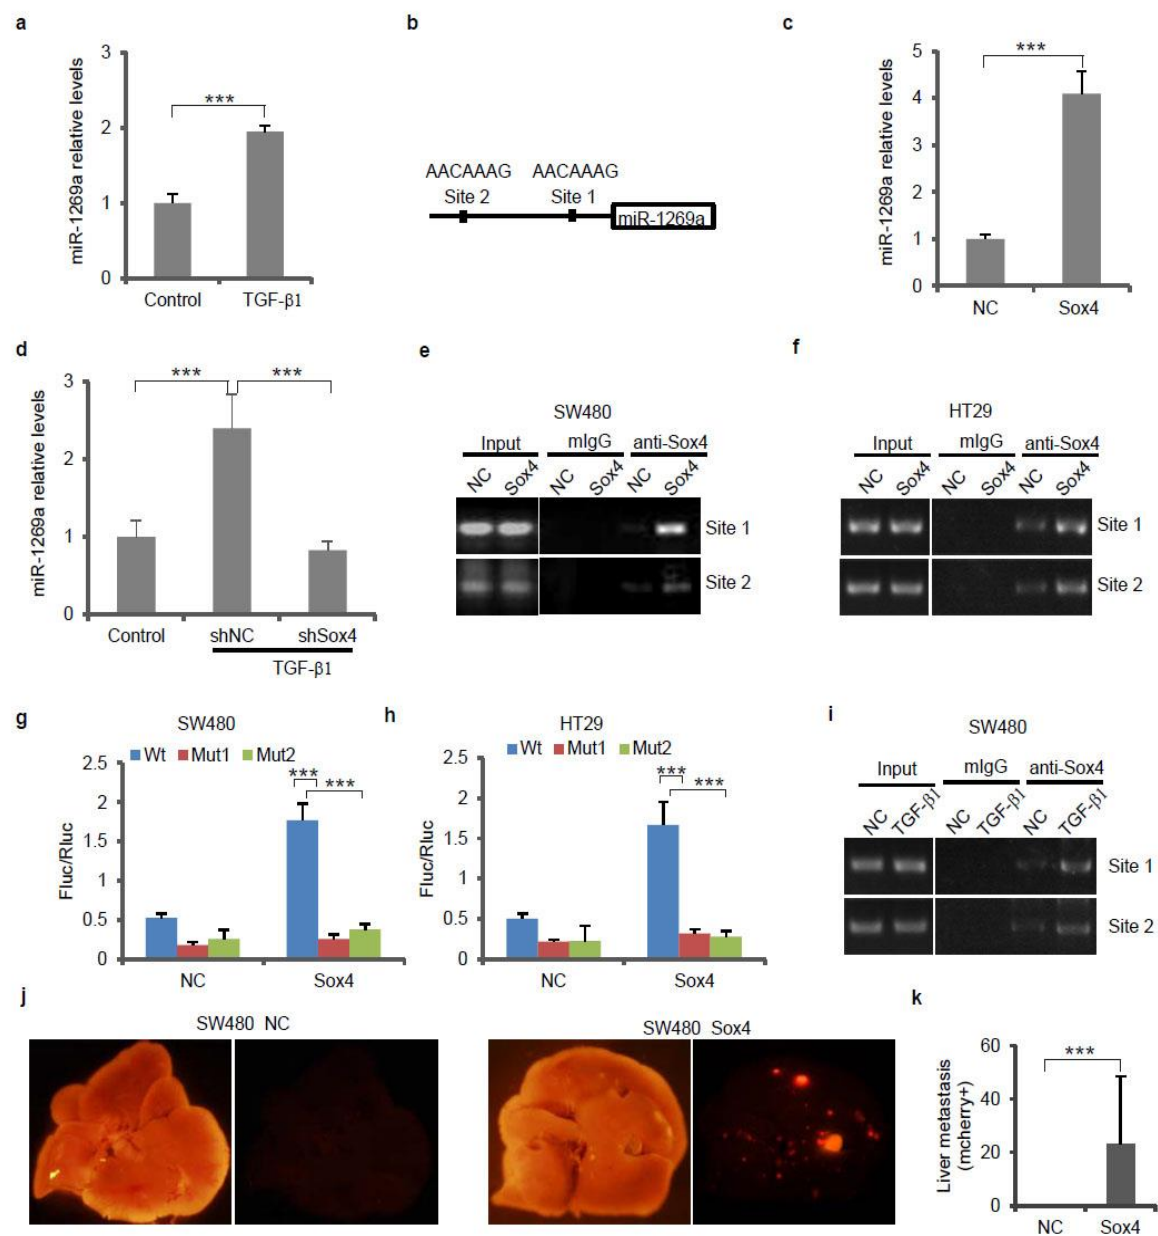 a
miR-1269a relative levels
3
2
1
0
***
Control TGF-β1
b
AACAAAG AACAAAG
Site 2 Site 1
miR-1269a
c
miR-1269a relative levels
5
4
3
2
1
0
***
NC Sox4
d
miR-1269a relative levels
3
2
1
0
*** ***
Control shNC shSox4
TGF-β1
e
SW480
Input mIgG anti-Sox4
NC Sox4 NC Sox4 NC Sox4
Site 1
Site 2
f
HT29
Input mIgG anti-Sox4
NC Sox4 NC Sox4 NC Sox4
Site 1
Site 2
g
SW480
Wt Mut1 Mut2
Fluc/Rluc
2.5
2
1.5
1
0.5
0
***
***
NC Sox4
h
HT29
Wt Mut1 Mut2
Fluc/Rluc
2.5
2
1.5
1
0.5
0
***
***
NC Sox4
i
SW480
Input mIgG anti-Sox4
NC TGF-β1 NC TGF-β1 NC TGF-β1
Site 1
Site 2
j
SW480 NC
SW480 Sox4
k
Liver metastasis
(mcherry+)
60
40
20
0
***
NC Sox4